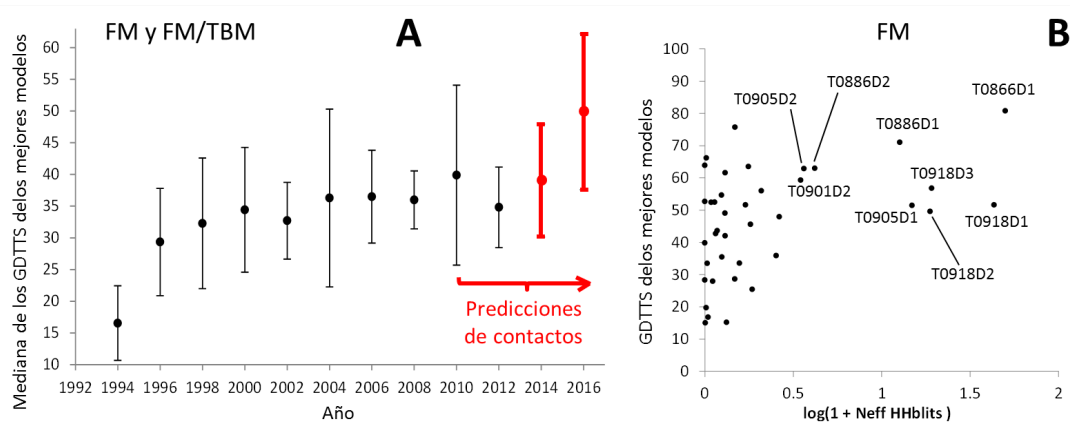 FM y FM/TBM
A
Mediana de los GDTTS delos mejores modelos
60
55
50
45
40
35
30
25
20
15
10
1992 1994 1996 1998 2000 2002 2004 2006 2008 2010 2012 2014 2016
Año
Predicciones
de contactos
FM
B
GDTTS delos mejores modelos
100
90
80
70
60
50
40
30
20
10
0
T0886D2
T0905D2
T0866D1
T0886D1
T0918D3
T0901D2
T0905D1
T0918D1
T0918D2
0 0.5 1 1.5 2
log(1 + Neff HHblits )